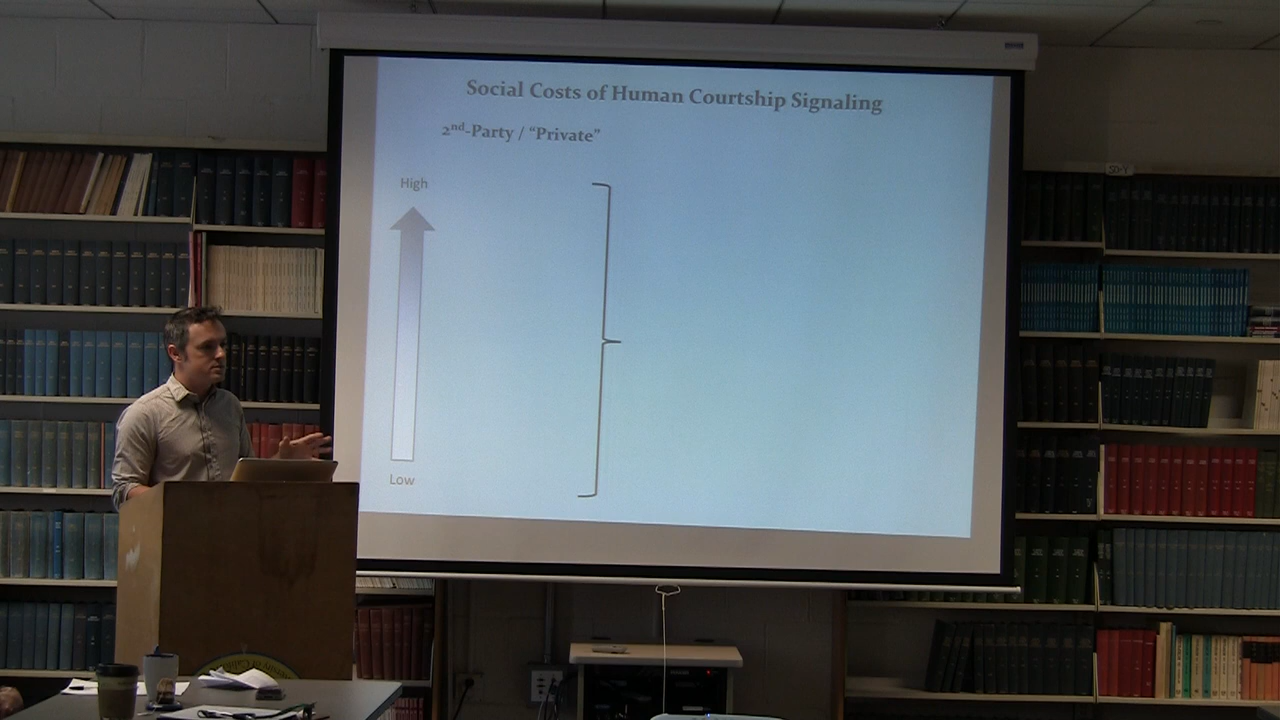 Social Costs of Human Courtship Signaling
2nd-Party / “Private”
High
Low